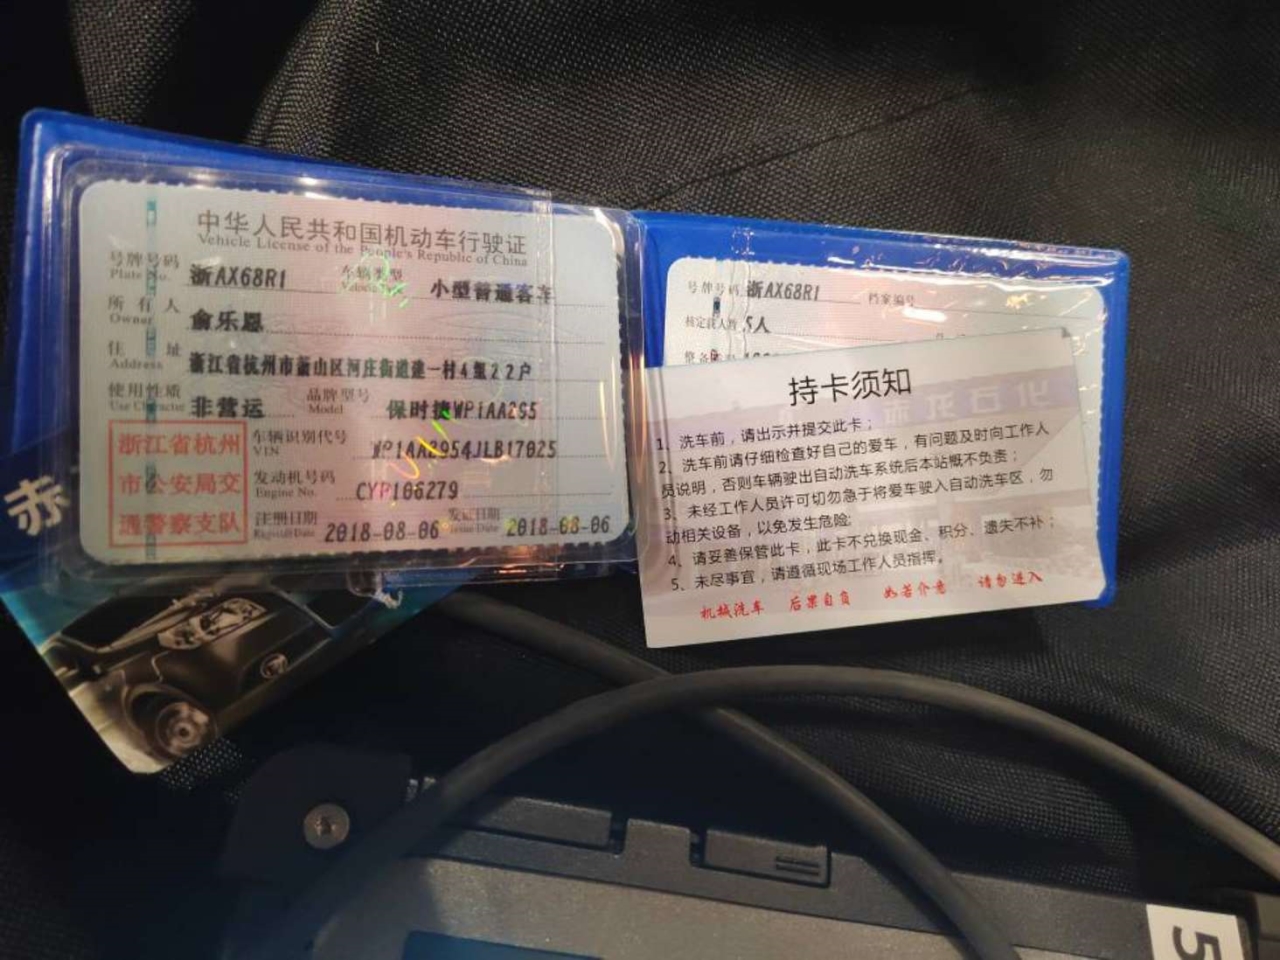 中华人民共和国机动车行驶证
Vehicle License of the People's Republic of China
号牌号码 浙AX68R1 车辆类型 小型普通客车
Plate No.
所有人 俞乐恩
Owner
住址 浙江省杭州市萧山区河庄街道建一村4组22户
Address
使用性质 非营运 品牌型号 保时捷WP1AA295
Use Character Model
浙江省杭州
市公安局交
通警察支队
车辆识别代号 WP1AA2954JLB17025
VIN
发动机号码 CYP106279
Engine No.
注册日期 2018-08-06 发证日期 2018-08-06
Register Date Issue Date
号牌号码 浙AX68R1 档案编号
核定载人数 5人
持卡须知
1、洗车前，请出示并提交此卡；
2、洗车前请仔细检查好自己的爱车，有问题及时向工作人
员说明，否则车辆驶出自动洗车系统后本站概不负责；
3、未经工作人员许可切勿急于将爱车驶入自动洗车区，勿
动相关设备，以免发生危险;
4、请妥善保管此卡，此卡不兑换现金、积分、遗失不补；
5、未尽事宜，请遵循现场工作人员指挥。
机械洗车 后果自负 如若介意 请勿进入
赤
5